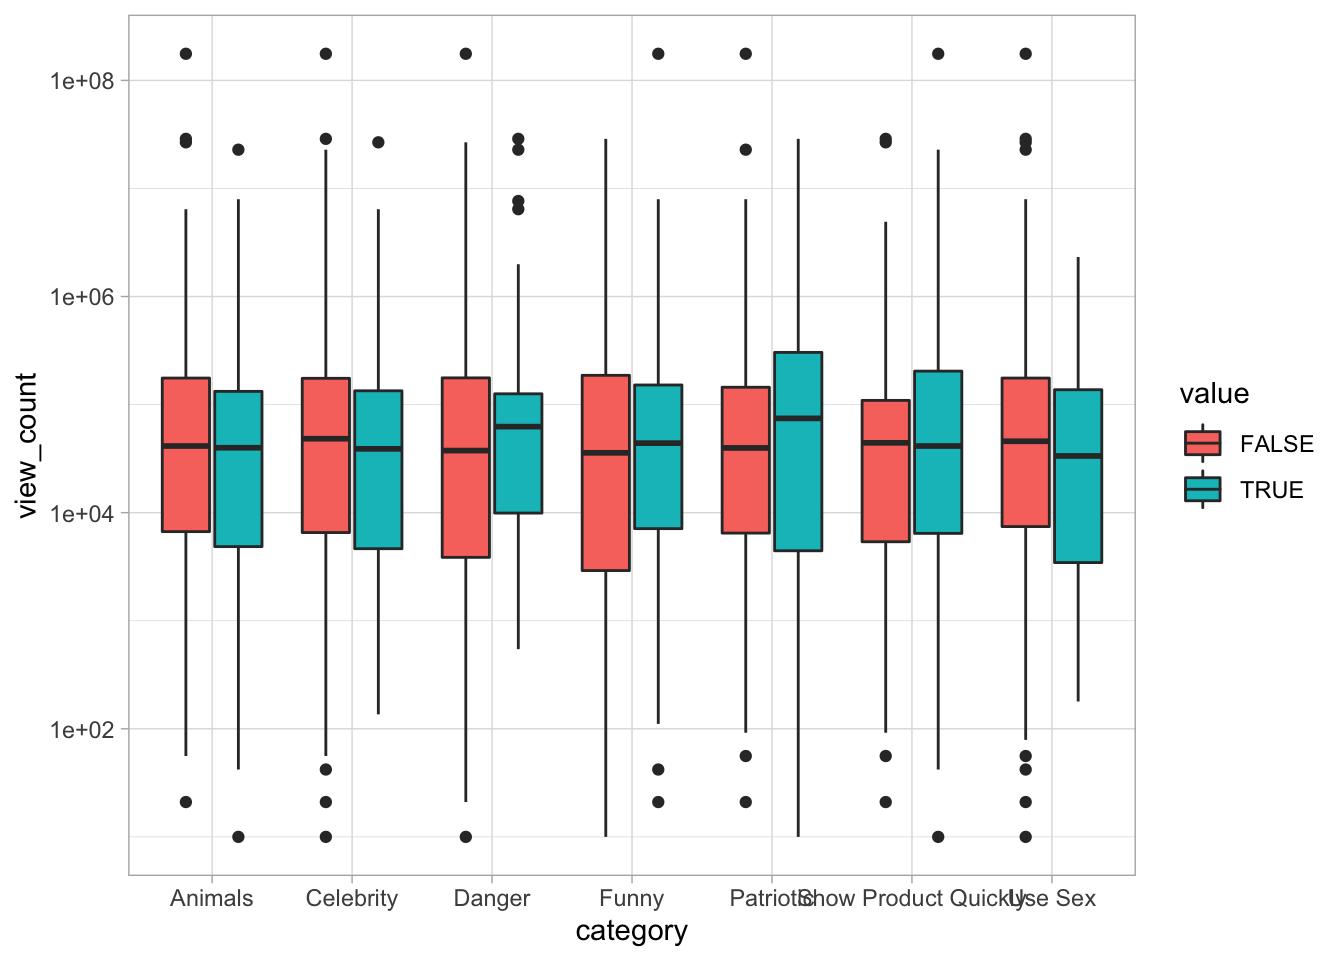 1e+08
1e+06
1e+04
1e+02
view_count
Animals Celebrity Danger Funny Patriotic Show Product Quickly Use Sex
category
value
FALSE
TRUE